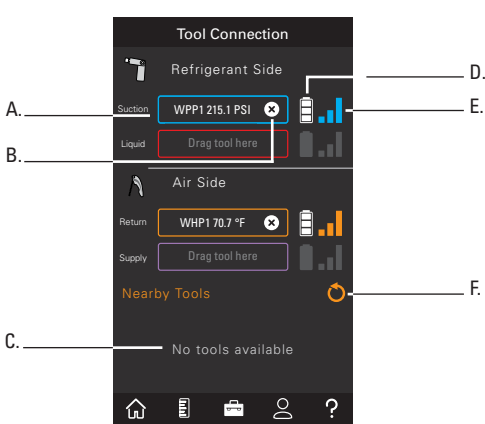 Tool Connection
Refrigerant Side
D.
A.
Suction
WPP1 215.1 PSI
E.
B.
Liquid
Drag tool here
Air Side
Return
WHP1 70.7 °F
Supply
Drag tool here
Nearby Tools
F.
C.
No tools available
?